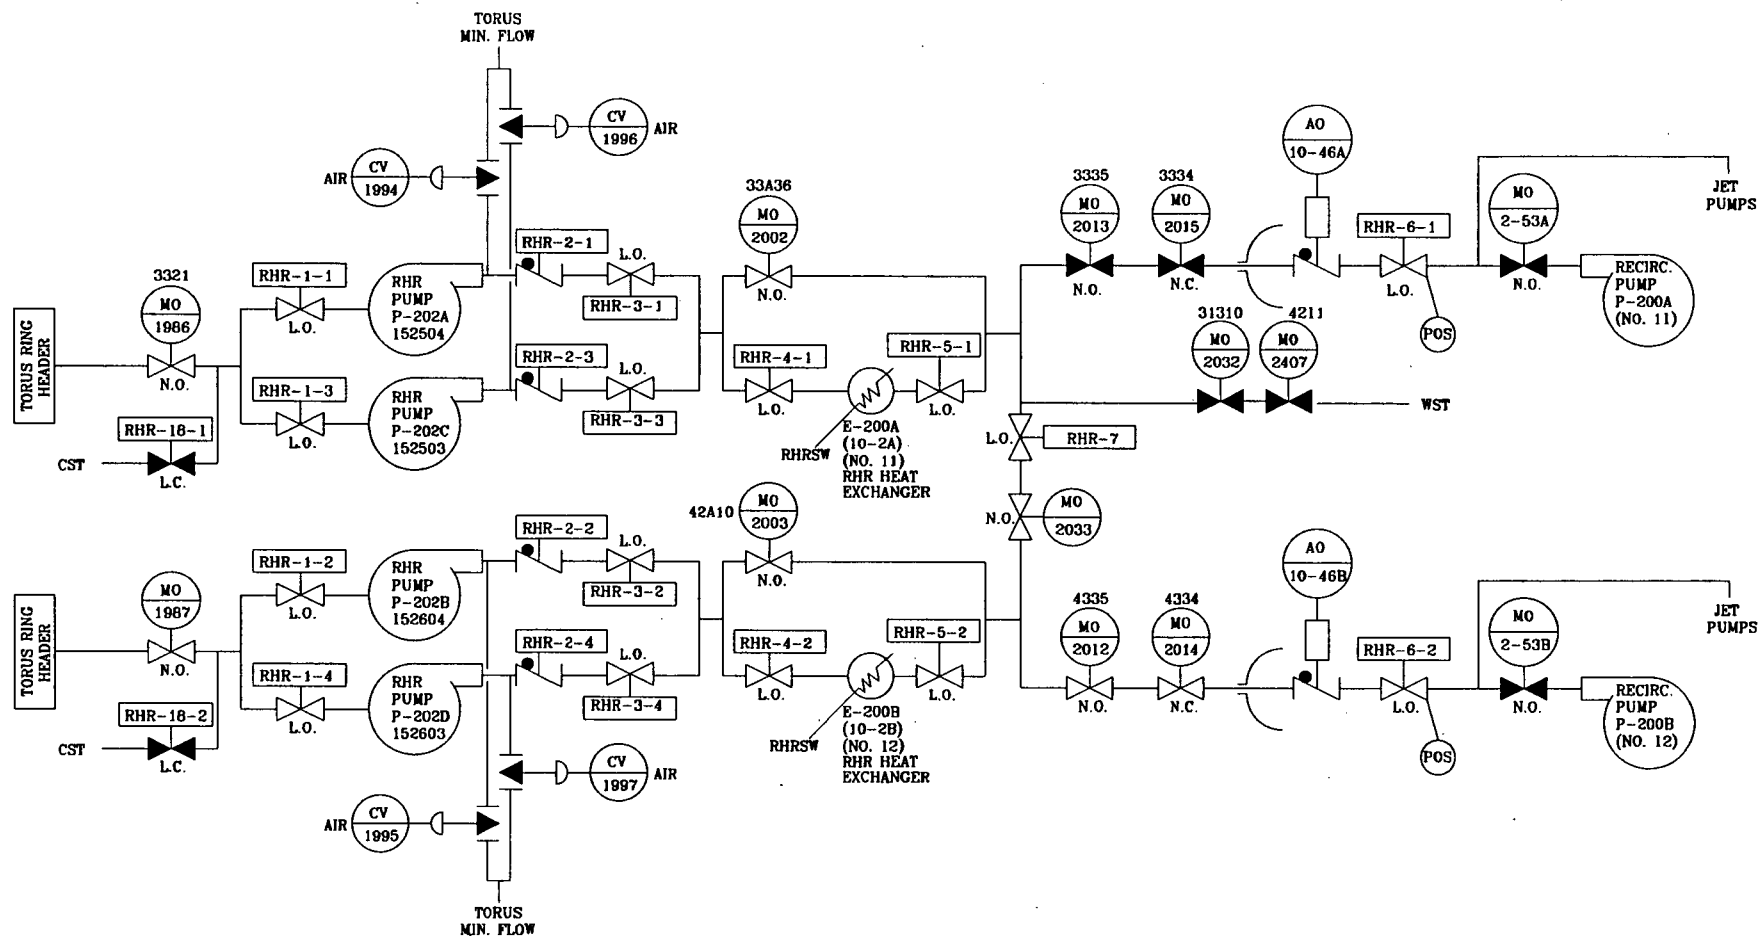 TORUS
MIN. FLOW
CV
1996
AIR
AIR
CV
1994
AO
10-46A
33A36
MO
2002
N.O.
3335
MO
2013
N.O.
3334
MO
2015
N.C.
RHR-6-1
L.O.
POS
MO
2-53A
N.O.
JET
PUMPS
RECIRC.
PUMP
P-200A
(NO. 11)
TORUS RING
HEADER
3321
MO
1986
N.O.
RHR-1-1
L.O.
RHR
PUMP
P-202A
152504
RHR-2-1
L.O.
RHR-3-1
RHR-1-3
L.O.
RHR
PUMP
P-202C
152503
RHR-2-3
L.O.
RHR-3-3
RHR-18-1
CST
L.C.
RHR-4-1
L.O.
RHR-5-1
L.O.
RHRSW
E-200A
(10-2A)
(NO. 11)
RHR HEAT
EXCHANGER
31310
MO
2032
4211
MO
2407
WST
L.O.
RHR-7
N.O.
MO
2033
42A10
MO
2003
N.O.
TORUS RING
HEADER
MO
1987
N.O.
RHR-1-2
L.O.
RHR
PUMP
P-202B
152604
RHR-2-2
L.O.
RHR-3-2
RHR-1-4
L.O.
RHR
PUMP
P-202D
152603
RHR-2-4
L.O.
RHR-3-4
RHR-18-2
CST
L.C.
RHR-4-2
L.O.
RHR-5-2
L.O.
RHRSW
E-200B
(10-2B)
(NO. 12)
RHR HEAT
EXCHANGER
4335
MO
2012
N.O.
4334
MO
2014
N.C.
AO
10-46B
RHR-6-2
L.O.
POS
MO
2-53B
N.O.
JET
PUMPS
RECIRC.
PUMP
P-200B
(NO. 12)
CV
1997
AIR
AIR
CV
1995
TORUS
MIN. FLOW